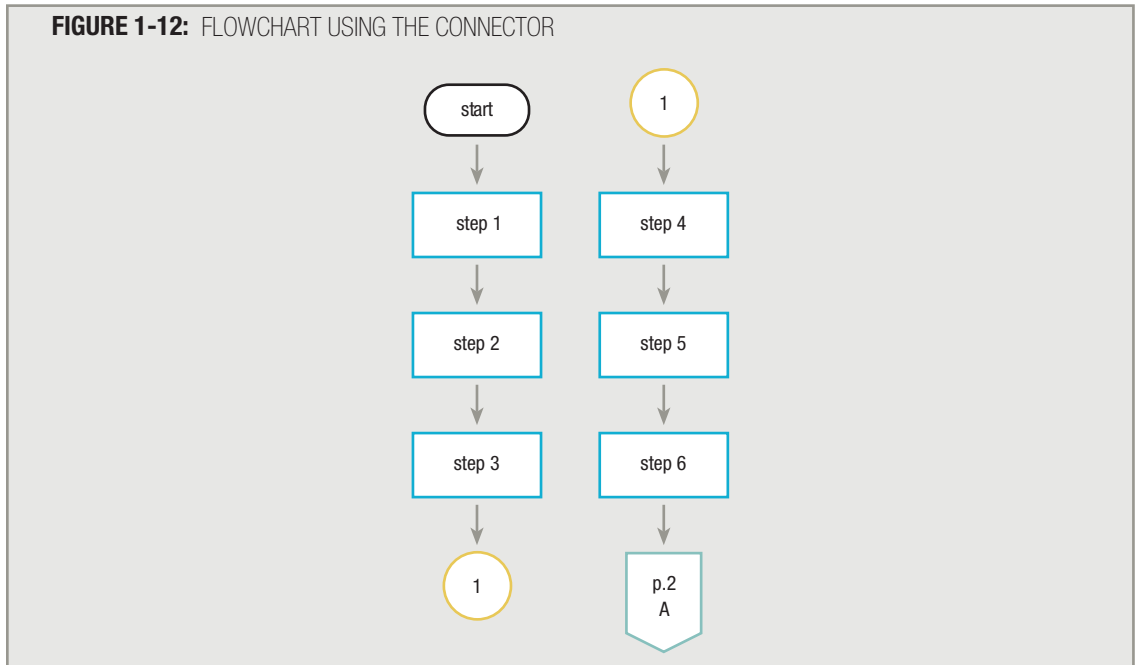 FIGURE 1-12: FLOWCHART USING THE CONNECTOR
start
step 1
step 2
step 3
1
1
step 4
step 5
step 6
p.2
A